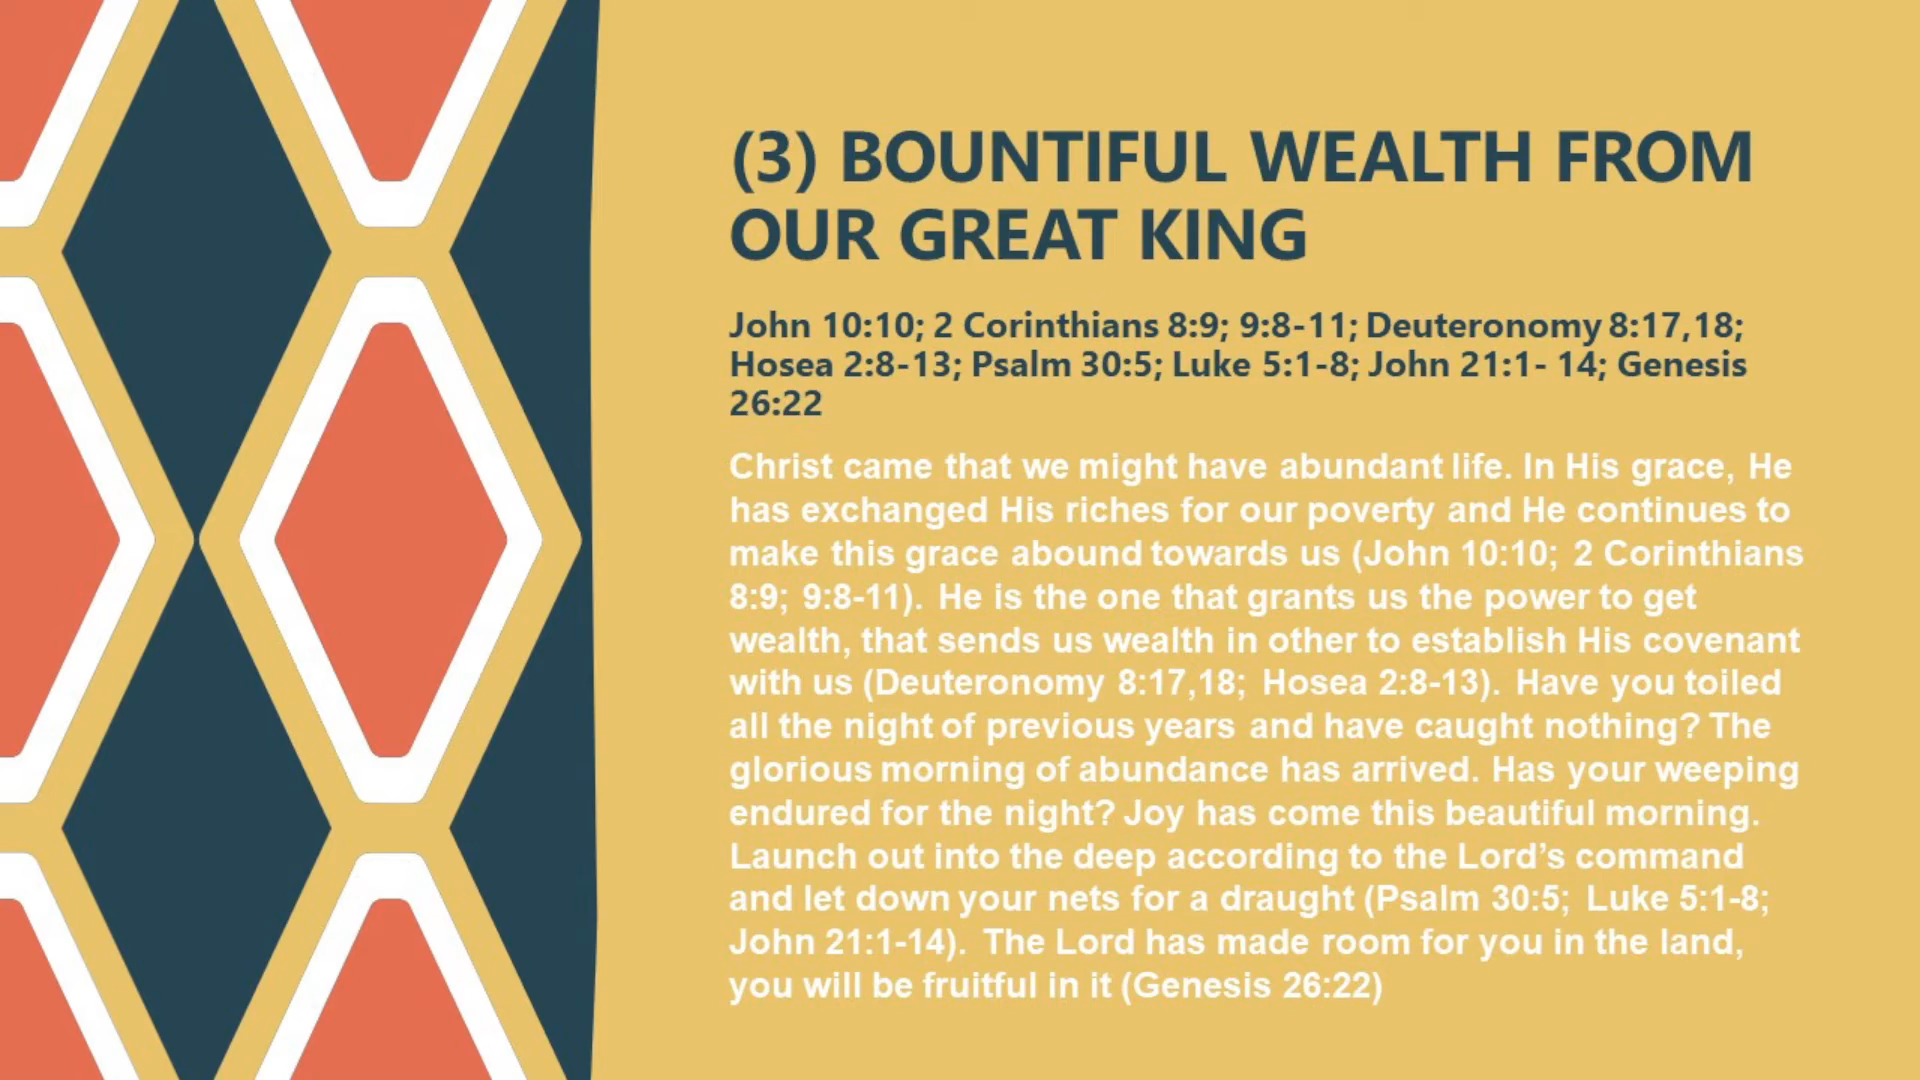 (3) BOUNTIFUL WEALTH FROM
OUR GREAT KING
John 10:10; 2 Corinthians 8:9; 9:8-11; Deuteronomy 8:17,18;
Hosea 2:8-13; Psalm 30:5; Luke 5:1-8; John 21:1- 14; Genesis
26:22
Christ came that we might have abundant life. In His grace, He
has exchanged His riches for our poverty and He continues to
make this grace abound towards us (John 10:10; 2 Corinthians
8:9; 9:8-11). He is the one that grants us the power to get
wealth, that sends us wealth in other to establish His covenant
with us (Deuteronomy 8:17,18; Hosea 2:8-13). Have you toiled
all the night of previous years and have caught nothing? The
glorious morning of abundance has arrived. Has your weeping
endured for the night? Joy has come this beautiful morning.
Launch out into the deep according to the Lord’s command
and let down your nets for a draught (Psalm 30:5; Luke 5:1-8;
John 21:1-14). The Lord has made room for you in the land,
you will be fruitful in it (Genesis 26:22)